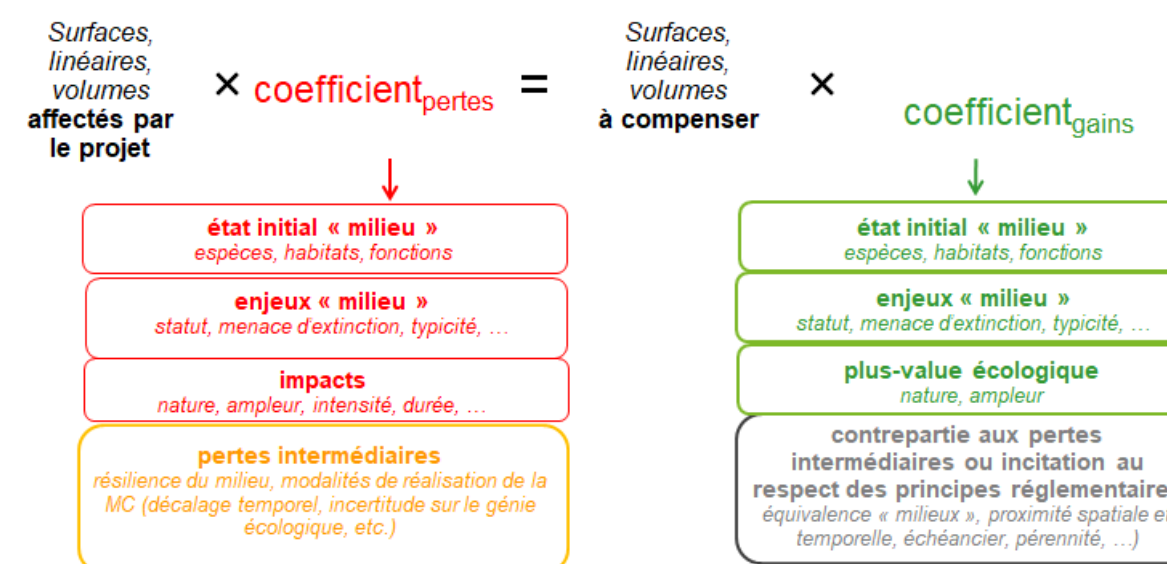 Surfaces,
linéaires,
volumes
affectés par
le projet
× coefficientpertes =
Surfaces,
linéaires,
volumes
à compenser
×
coefficientgains
état initial « milieu »
espèces, habitats, fonctions
enjeux « milieu »
statut, menace d'extinction, typicité, …
impacts
nature, ampleur, intensité, durée, …
pertes intermédiaires
résilience du milieu, modalités de réalisation de la
MC (décalage temporel, incertitude sur le génie
écologique, etc.)
état initial « milieu »
espèces, habitats, fonctions
enjeux « milieu »
statut, menace d'extinction, typicité, …
plus-value écologique
nature, ampleur
contrepartie aux pertes
intermédiaires ou incitation au
respect des principes réglementaire
équivalence « milieux », proximité spatiale et
temporelle, échéancier, pérennité, …)